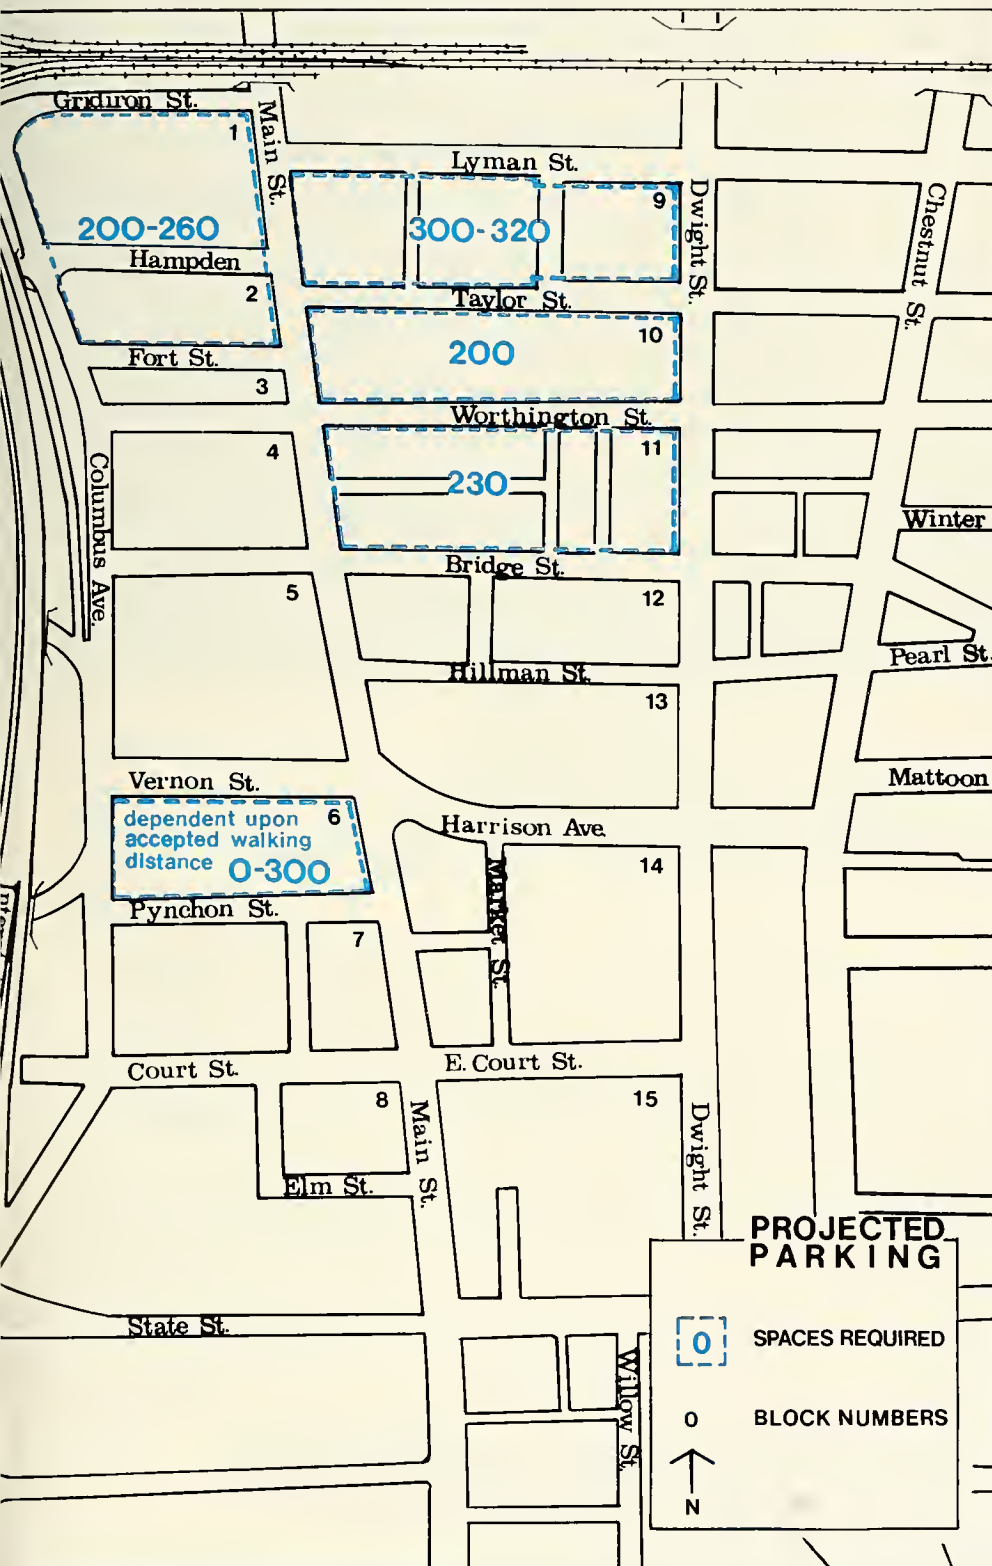 Gridiron St.
1
Main St.
Lyman St.
200-260
300-320
9
Dwight St.
Chestnut St.
Hampden
2
Taylor St.
10
200
Fort St.
3
Worthington St.
4
11
230
Columbus Ave.
Winter
Bridge St.
5
12
Pearl St.
Hillman St.
13
Vernon St.
Mattoon
dependent upon
accepted walking
distance 0-300
6
Harrison Ave.
14
Market St.
Pynchon St.
7
Court St.
E. Court St.
8
15
Main St.
Dwight St.
Elm St.
State St.
Willow St.
PROJECTED
PARKING
0 SPACES REQUIRED
0 BLOCK NUMBERS
N